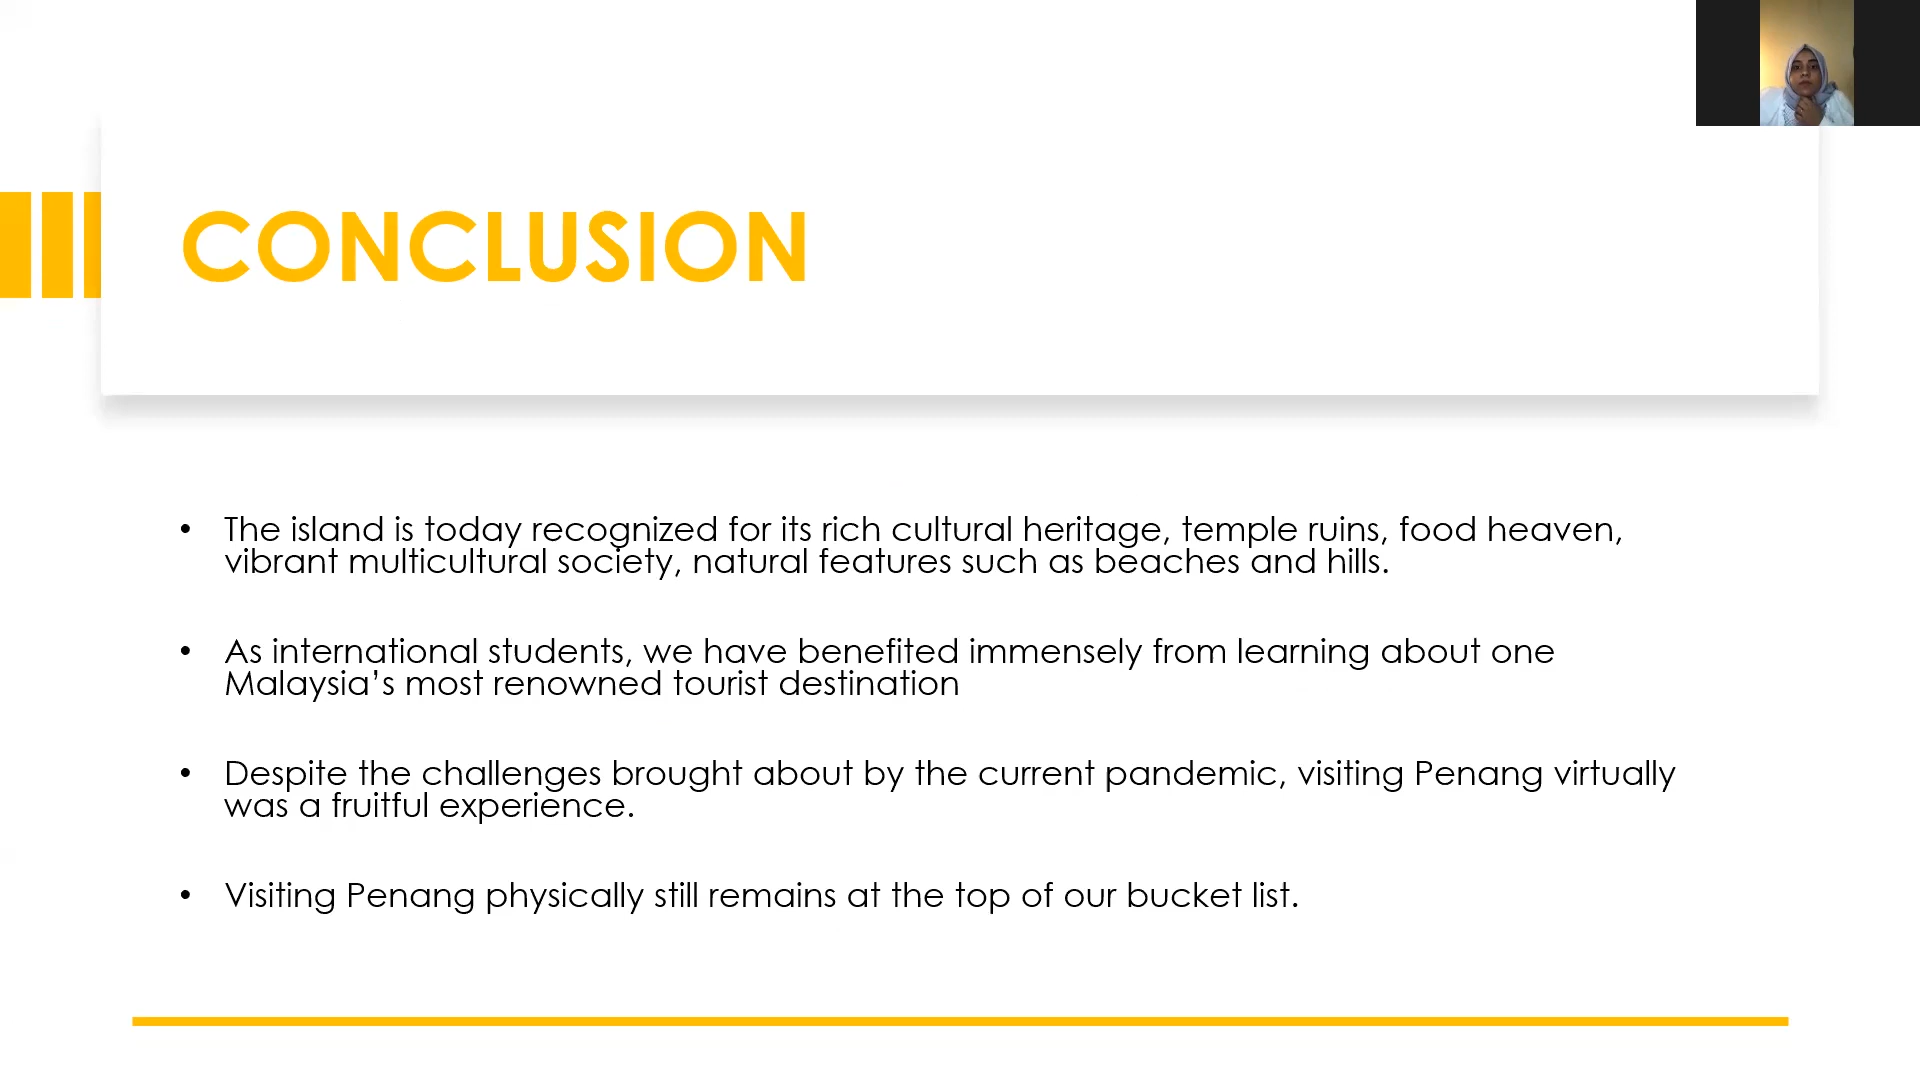 CONCLUSION
• The island is today recognized for its rich cultural heritage, temple ruins, food heaven,
vibrant multicultural society, natural features such as beaches and hills.
• As international students, we have benefited immensely from learning about one
Malaysia’s most renowned tourist destination
• Despite the challenges brought about by the current pandemic, visiting Penang virtually
was a fruitful experience.
• Visiting Penang physically still remains at the top of our bucket list.